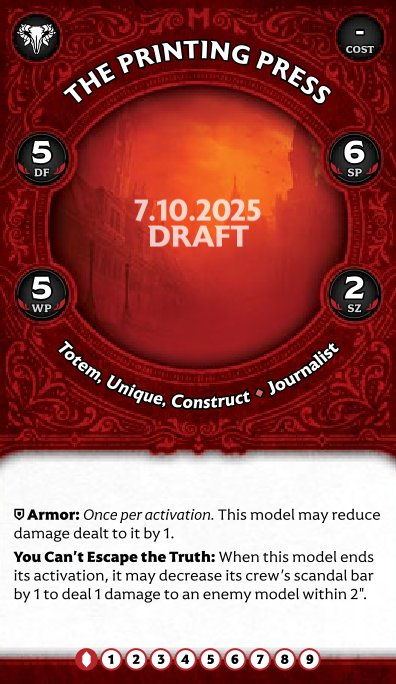 -
COST
THE PRINTING PRESS
5
DF
6
SP
7.10.2025
DRAFT
5
WP
2
SZ
Totem, Unique, Construct ♦ Journalist
Armor: Once per activation. This model may reduce
damage dealt to it by 1.
You Can’t Escape the Truth: When this model ends
its activation, it may decrease its crew’s scandal bar
by 1 to deal 1 damage to an enemy model within 2".
1 2 3 4 5 6 7 8 9